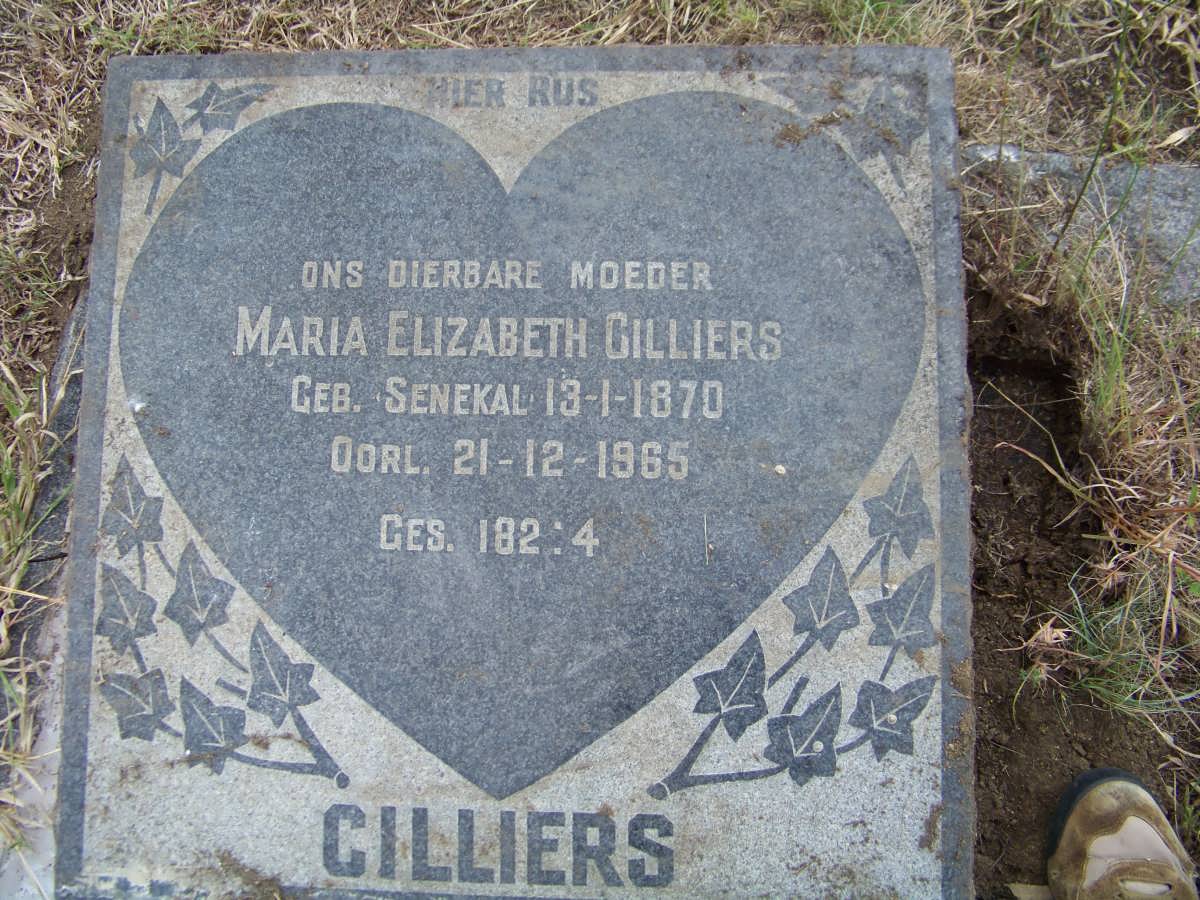 HIER RUS
ONS DIERBARE MOEDER
MARIA ELIZABETH CILLIERS
GEB. SENEKAL 13-1-1870
OORL. 21-12-1965
GES. 182:4
CILLIERS